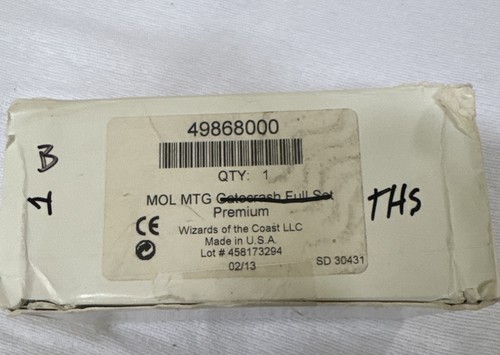 B
1
49868000
QTY: 1
MOL MTG Gatecrash Full Set
Premium
Wizards of the Coast LLC
Made in U.S.A.
Lot # 458173294
02/13
SD 30431
CE
THS